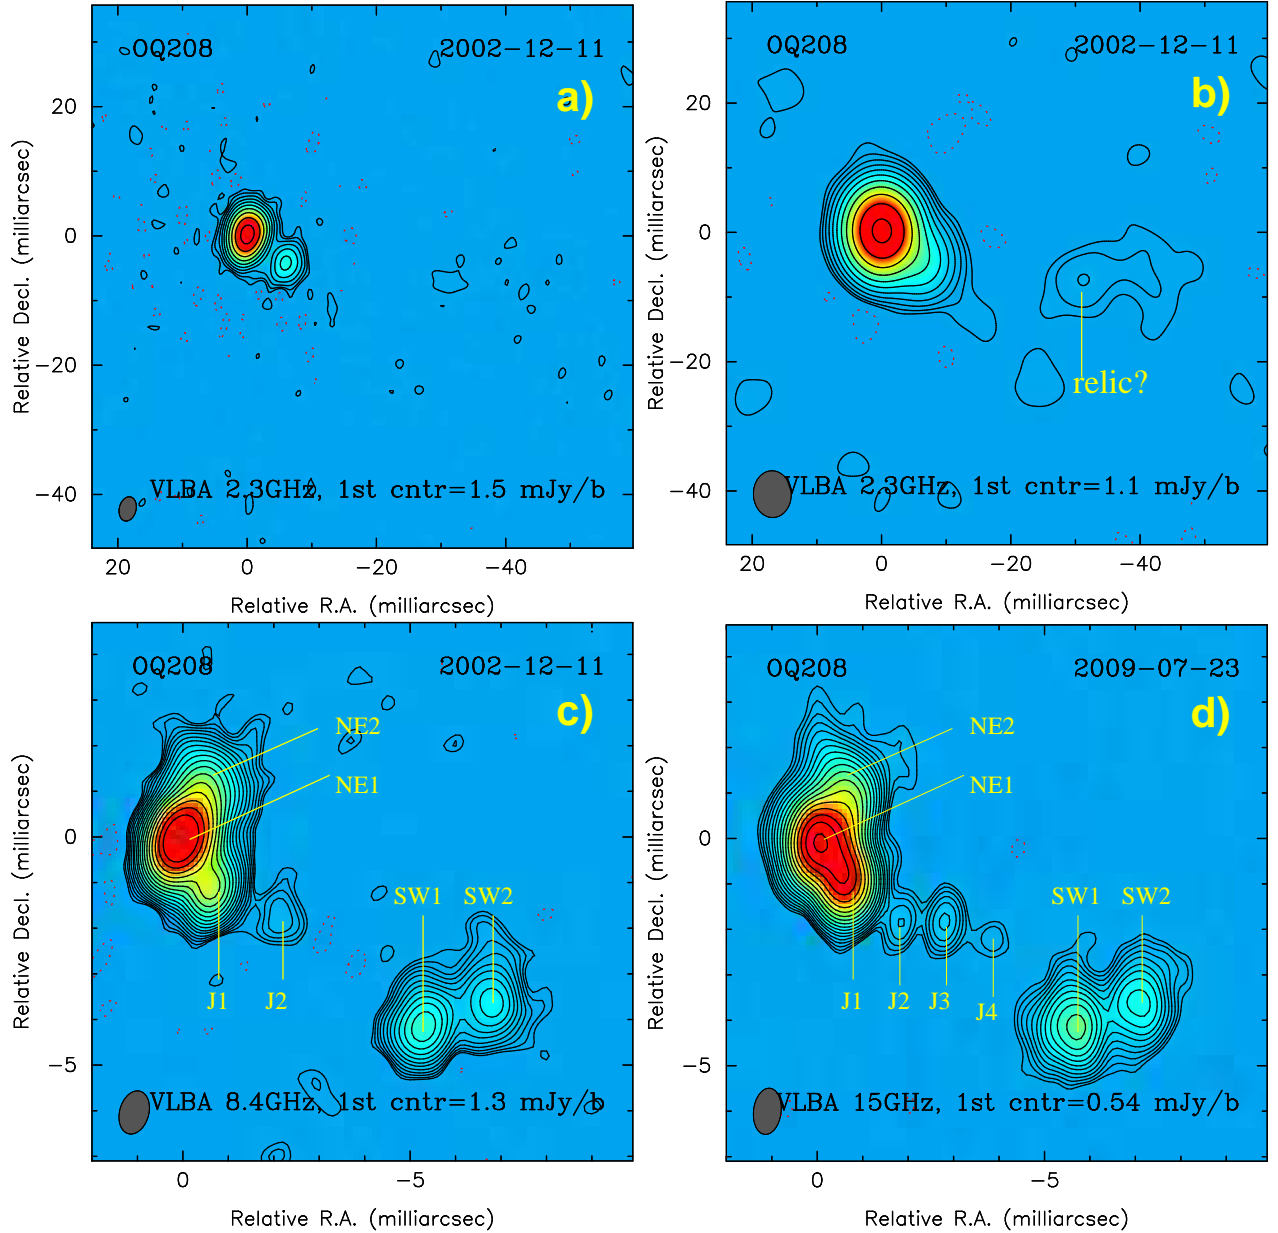 OQ208 2002-12-11
a)
20
0
−20
−40
Relative Decl. (milliarcsec)
VLBA 2.3GHz, 1st cntr=1.5 mJy/b
20 0 −20 −40
Relative R.A. (milliarcsec)
OQ208 2002-12-11
b)
20
0
−20
−40
Relative Decl. (milliarcsec)
relic?
VLBA 2.3GHz, 1st cntr=1.1 mJy/b
20 0 −20 −40
Relative R.A. (milliarcsec)
OQ208 2002-12-11
c)
NE2
NE1
0
−5
Relative Decl. (milliarcsec)
SW1 SW2
J1 J2
VLBA 8.4GHz, 1st cntr=1.3 mJy/b
0 −5
Relative R.A. (milliarcsec)
OQ208 2009-07-23
d)
NE2
NE1
0
−5
Relative Decl. (milliarcsec)
SW1 SW2
J1 J2 J3 J4
VLBA 15GHz, 1st cntr=0.54 mJy/b
0 −5
Relative R.A. (milliarcsec)